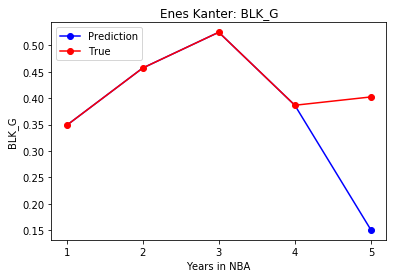 Enes Kanter: BLK_G
Prediction
True
BLK_G
0.50
0.45
0.40
0.35
0.30
0.25
0.20
0.15
1 2 3 4 5
Years in NBA